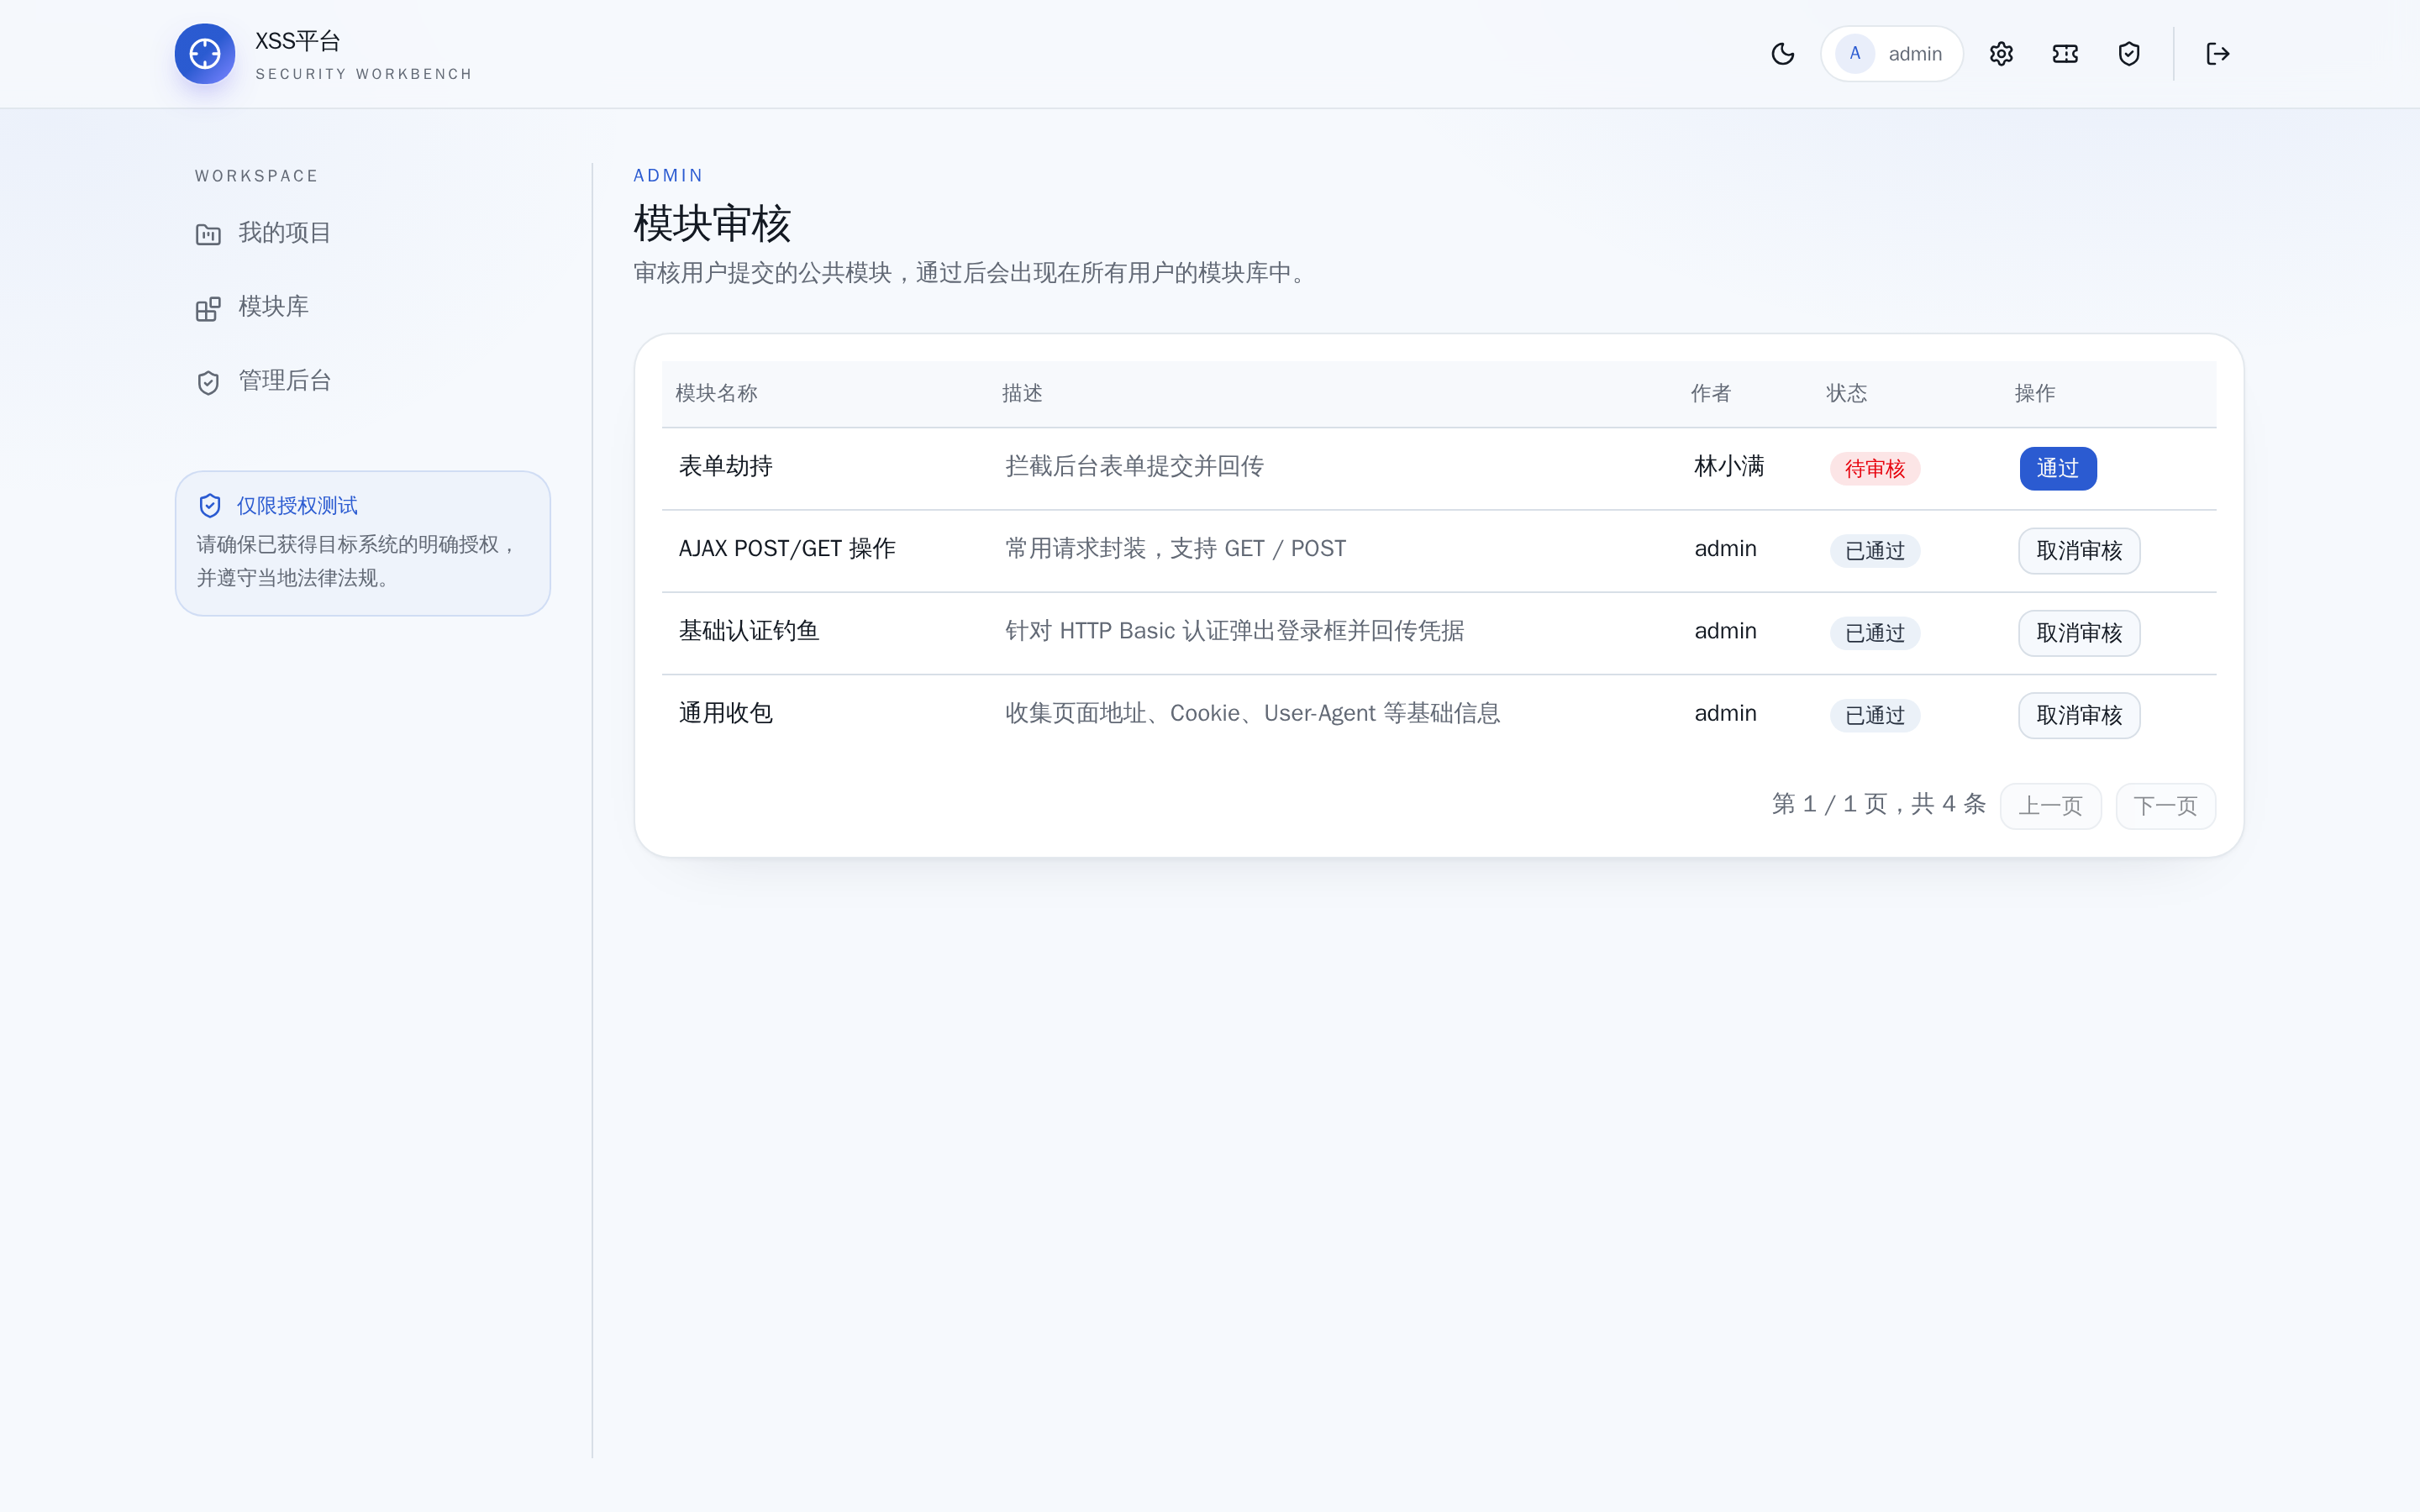 XSS平台
SECURITY WORKBENCH
A admin
WORKSPACE
我的项目
模块库
管理后台
仅限授权测试
请确保已获得目标系统的明确授权，
并遵守当地法律法规。
ADMIN
模块审核
审核用户提交的公共模块，通过后会出现在所有用户的模块库中。
模块名称 描述 作者 状态 操作
表单劫持 拦截后台表单提交并回传 林小满 待审核 通过
AJAX POST/GET 操作 常用请求封装，支持 GET / POST admin 已通过 取消审核
基础认证钓鱼 针对 HTTP Basic 认证弹出登录框并回传凭据 admin 已通过 取消审核
通用收包 收集页面地址、Cookie、User-Agent 等基础信息 admin 已通过 取消审核
第 1 / 1 页，共 4 条 上一页 下一页